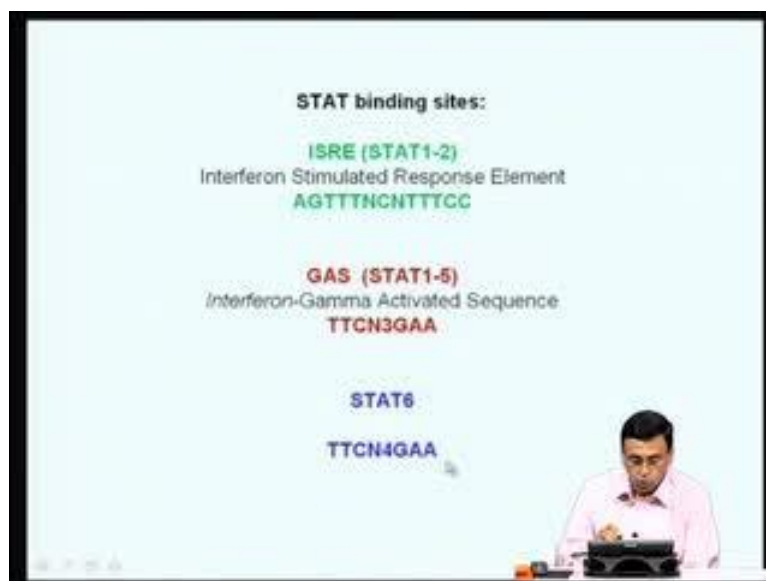 STAT binding sites:
ISRE (STAT1-2)
Interferon Stimulated Response Element
AGTTTNCNTTTCC
GAS (STAT1-5)
Interferon-Gamma Activated Sequence
TTCN3GAA
STAT6
TTCN4GAA